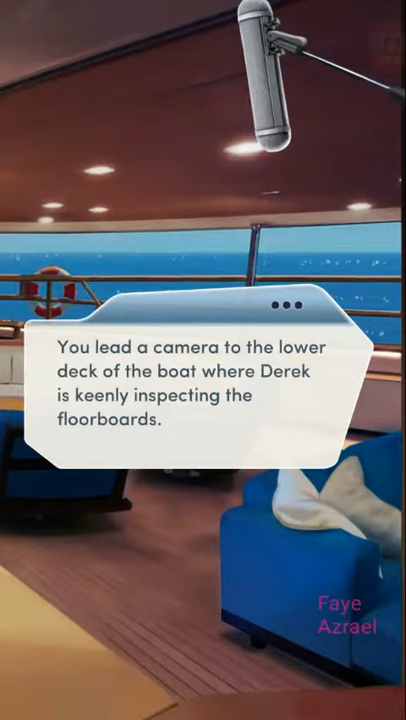 You lead a camera to the lower
deck of the boat where Derek
is keenly inspecting the
floorboards.
Faye
Azrael